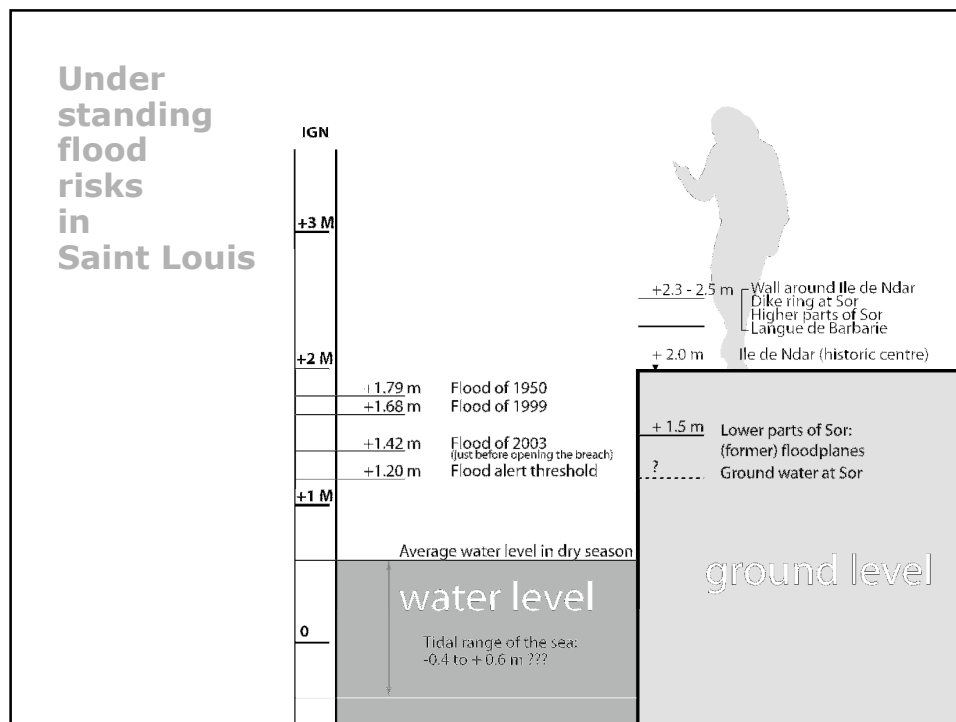 Under
standing
flood
risks
in
Saint Louis
IGN
+3 M
+2 M
+1 M
0
+1.79 m Flood of 1950
+1.68 m Flood of 1999
+1.42 m Flood of 2003
(just before opening the breach)
+1.20 m Flood alert threshold
Average water level in dry season
water level
Tidal range of the sea:
-0.4 to + 0.6 m ???
+2.3 - 2.5 m Wall around Ile de Ndar
Dike ring at Sor
Higher parts of Sor
Langue de Barbarie
+ 2.0 m Ile de Ndar (historic centre)
+ 1.5 m Lower parts of Sor:
(former) floodplanes
? Ground water at Sor
ground level